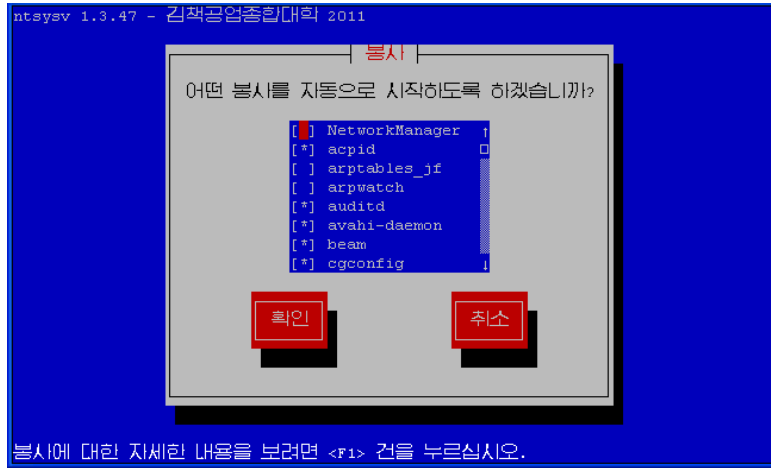 ntsysv 1.3.47 - 김책공업종합대학 2011
봉사
어떤 봉사를 자동으로 시작하도록 하겠습니까?
[ ] NetworkManager ↑
[*] acpid
[ ] arptables_jf
[ ] arpwatch
[*] auditd
[*] avahi-daemon
[*] beam
[*] cgconfig ↓
확인 취소
봉사에 대한 자세한 내용을 보려면 <F1> 건을 누르십시오.